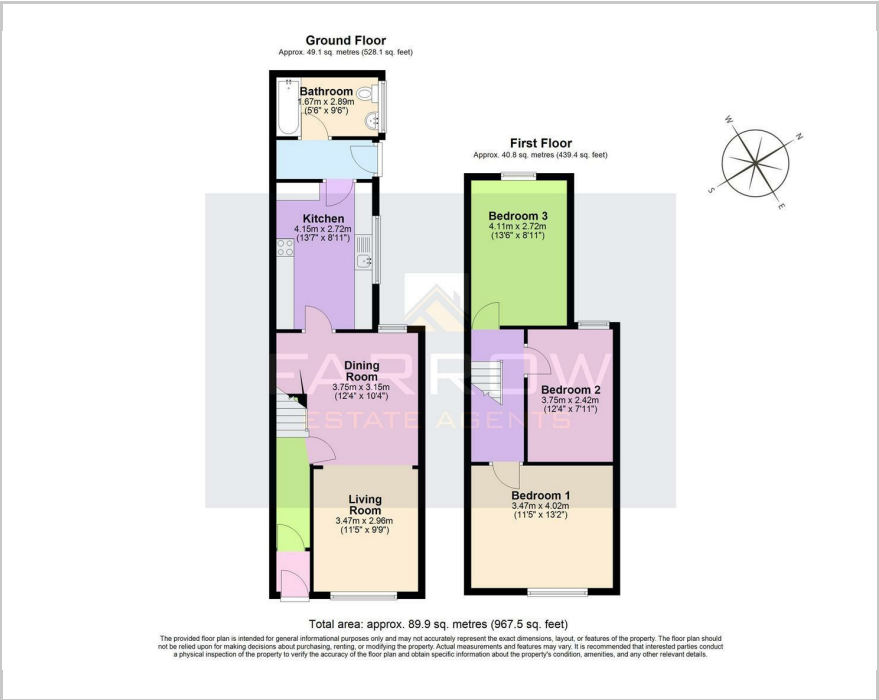 Ground Floor
Approx. 49.1 sq. metres (528.1 sq. feet)
Bathroom
1.67m x 2.89m
(5'6" x 9'6")
Kitchen
4.15m x 2.72m
(13'7" x 8'11")
Dining
Room
3.75m x 3.15m
(12'4" x 10'4")
Living
Room
3.47m x 2.96m
(11'5" x 9'9")
First Floor
Approx. 40.8 sq. metres (439.4 sq. feet)
Bedroom 3
4.11m x 2.72m
(13'6" x 8'11")
Bedroom 2
3.75m x 2.42m
(12'4" x 7'11")
Bedroom 1
3.47m x 4.02m
(11'5" x 13'2")
W
N
S
E
FARROW
ESTATE AGENTS
Total area: approx. 89.9 sq. metres (967.5 sq. feet)
The provided floor plan is intended for general informational purposes only and may not accurately represent the exact dimensions, layout, or features of the property. The floor plan should
not be relied upon for making decisions about purchasing, renting, or modifying the property. Actual measurements and features may vary. It is recommended that interested parties conduct
a physical inspection of the property to verify the accuracy of the floor plan and obtain specific information about the property's condition, amenities, and any other relevant details.